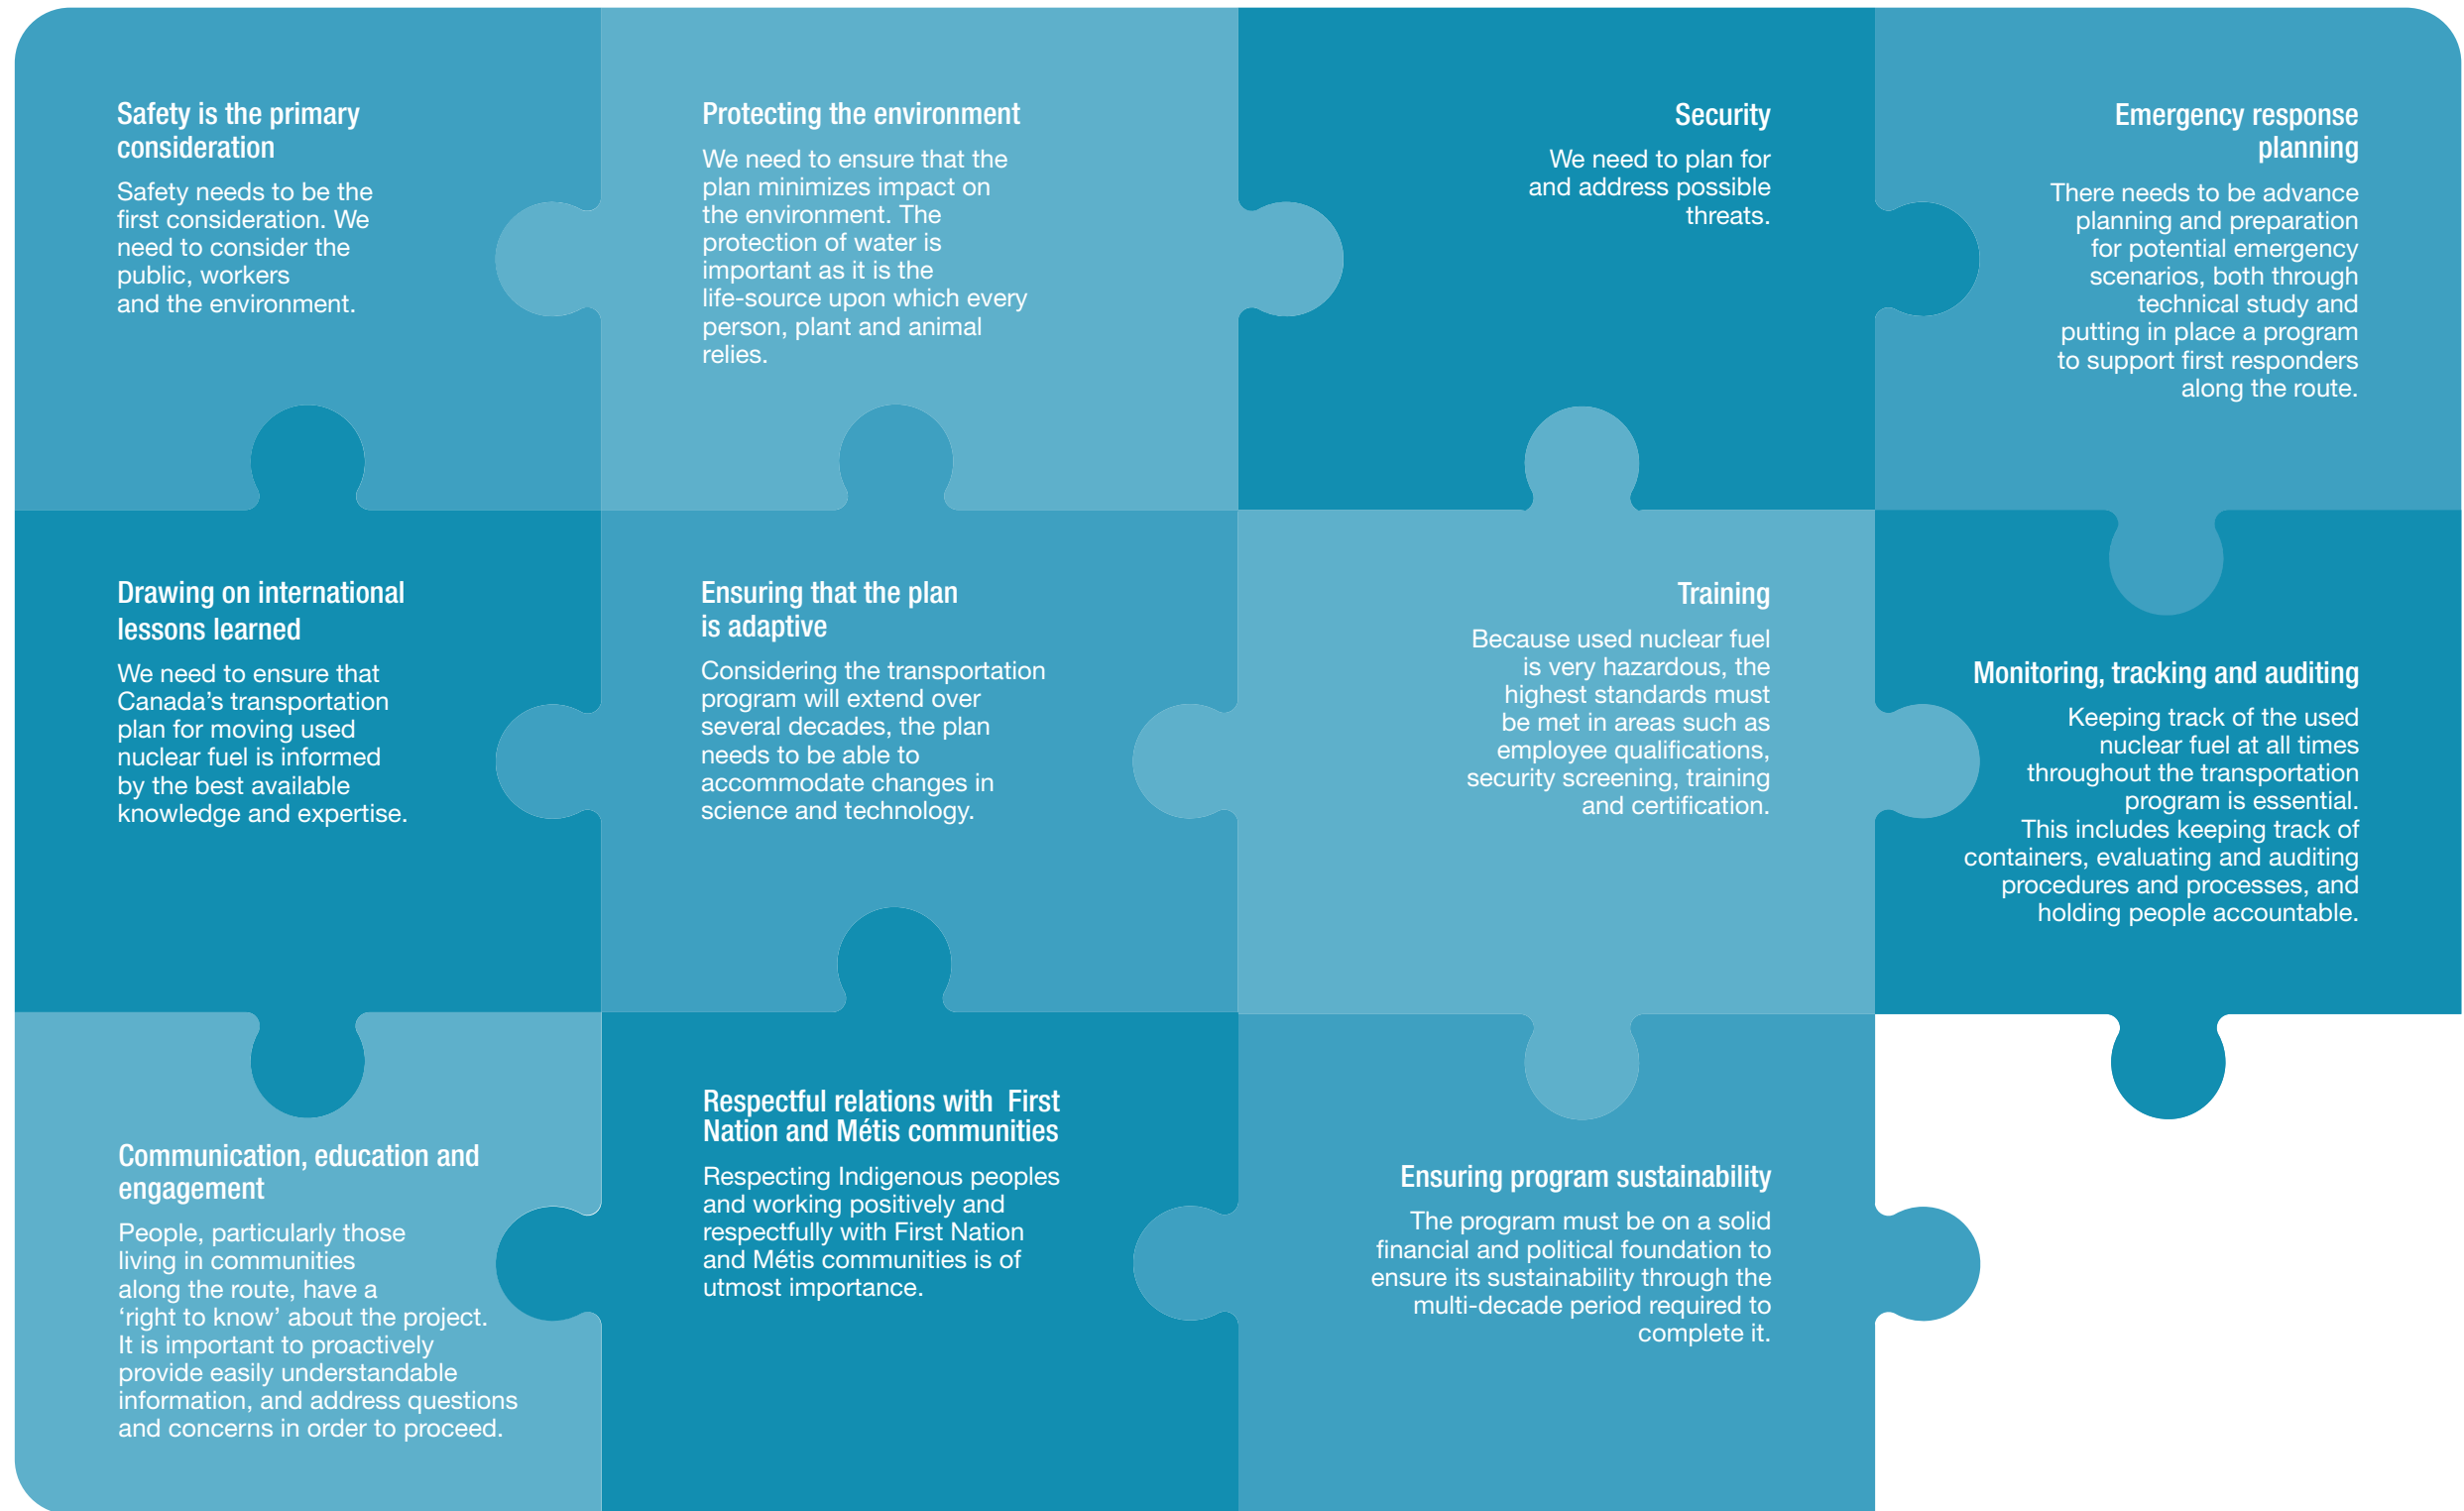 Safety is the primary
consideration
Safety needs to be the
first consideration. We
need to consider the
public, workers
and the environment.
Protecting the environment
We need to ensure that the
plan minimizes impact on
the environment. The
protection of water is
important as it is the
life-source upon which every
person, plant and animal
relies.
Security
We need to plan for
and address possible
threats.
Emergency response
planning
There needs to be advance
planning and preparation
for potential emergency
scenarios, both through
technical study and
putting in place a program
to support first responders
along the route.
Drawing on international
lessons learned
We need to ensure that
Canada’s transportation
plan for moving used
nuclear fuel is informed
by the best available
knowledge and expertise.
Ensuring that the plan
is adaptive
Considering the transportation
program will extend over
several decades, the plan
needs to be able to
accommodate changes in
science and technology.
Training
Because used nuclear fuel
is very hazardous, the
highest standards must
be met in areas such as
employee qualifications,
security screening, training
and certification.
Monitoring, tracking and auditing
Keeping track of the used
nuclear fuel at all times
throughout the transportation
program is essential.
This includes keeping track of
containers, evaluating and auditing
procedures and processes, and
holding people accountable.
Communication, education and
engagement
People, particularly those
living in communities
along the route, have a
‘right to know’ about the project.
It is important to proactively
provide easily understandable
information, and address questions
and concerns in order to proceed.
Respectful relations with First
Nation and Métis communities
Respecting Indigenous peoples
and working positively and
respectfully with First Nation
and Métis communities is of
utmost importance.
Ensuring program sustainability
The program must be on a solid
financial and political foundation to
ensure its sustainability through the
multi-decade period required to
complete it.